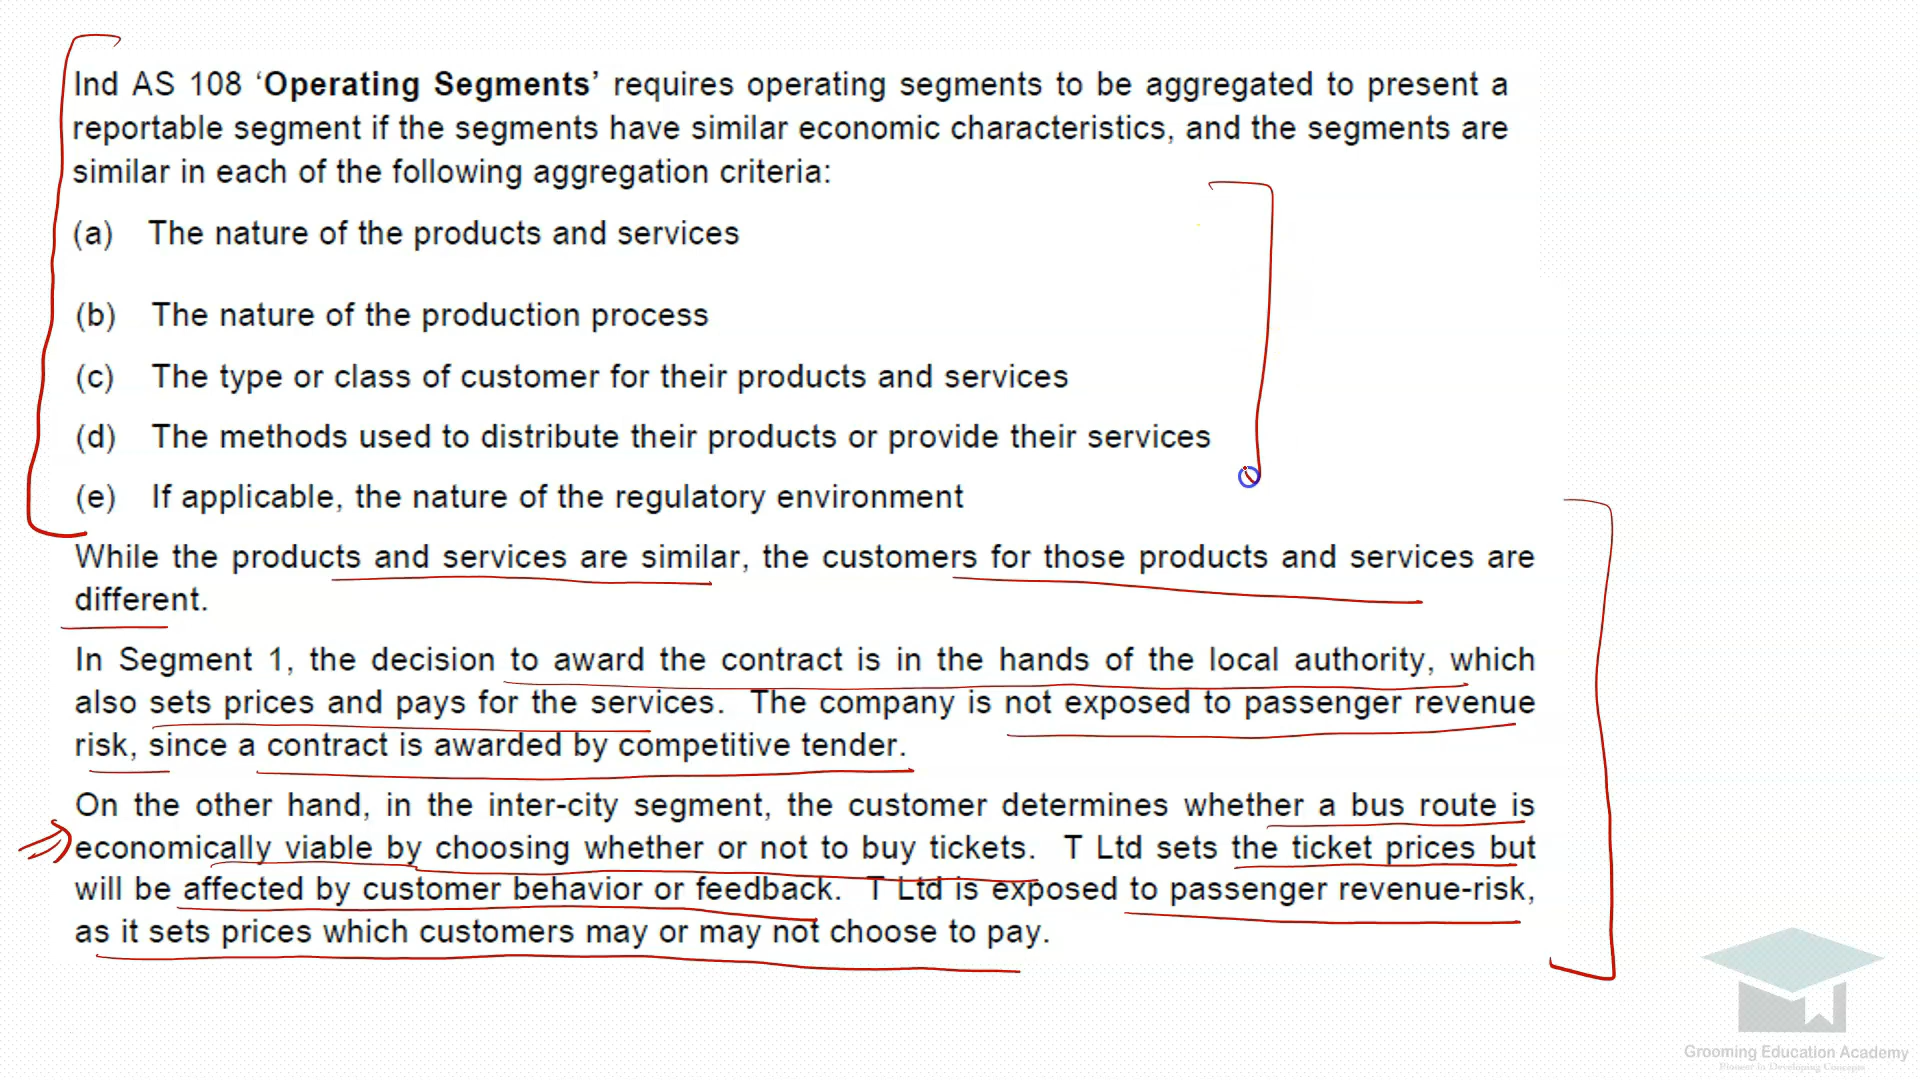 Ind AS 108 ‘Operating Segments’ requires operating segments to be aggregated to present a
reportable segment if the segments have similar economic characteristics, and the segments are
similar in each of the following aggregation criteria:
(a) The nature of the products and services
(b) The nature of the production process
(c) The type or class of customer for their products and services
(d) The methods used to distribute their products or provide their services
(e) If applicable, the nature of the regulatory environment
While the products and services are similar, the customers for those products and services are
different.
In Segment 1, the decision to award the contract is in the hands of the local authority, which
also sets prices and pays for the services. The company is not exposed to passenger revenue
risk, since a contract is awarded by competitive tender.
On the other hand, in the inter-city segment, the customer determines whether a bus route is
economically viable by choosing whether or not to buy tickets. T Ltd sets the ticket prices but
will be affected by customer behavior or feedback. T Ltd is exposed to passenger revenue-risk,
as it sets prices which customers may or may not choose to pay.
Grooming Education Academy
Pioneer in Developing Concepts